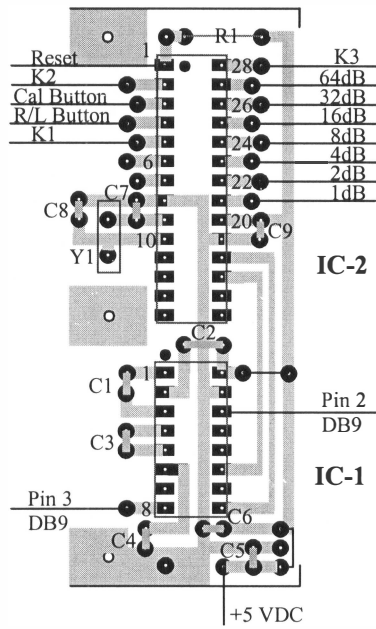 R1
1
Reset
28
K3
K2
64dB
Cal Button
26
32dB
R/L Button
16dB
K1
24
8dB
6
4dB
22
2dB
C7
1dB
C8
20
C9
10
Y1
IC-2
C2
1
C1
Pin 2
DB9
C3
IC-1
Pin 3
8
DB9
C6
C4
C5
+5 VDC